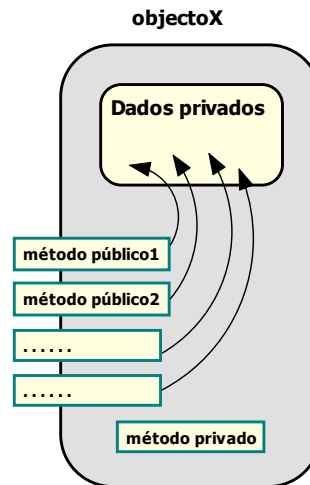 objectoX
Dados privados
método público1
método público2
......
......
método privado